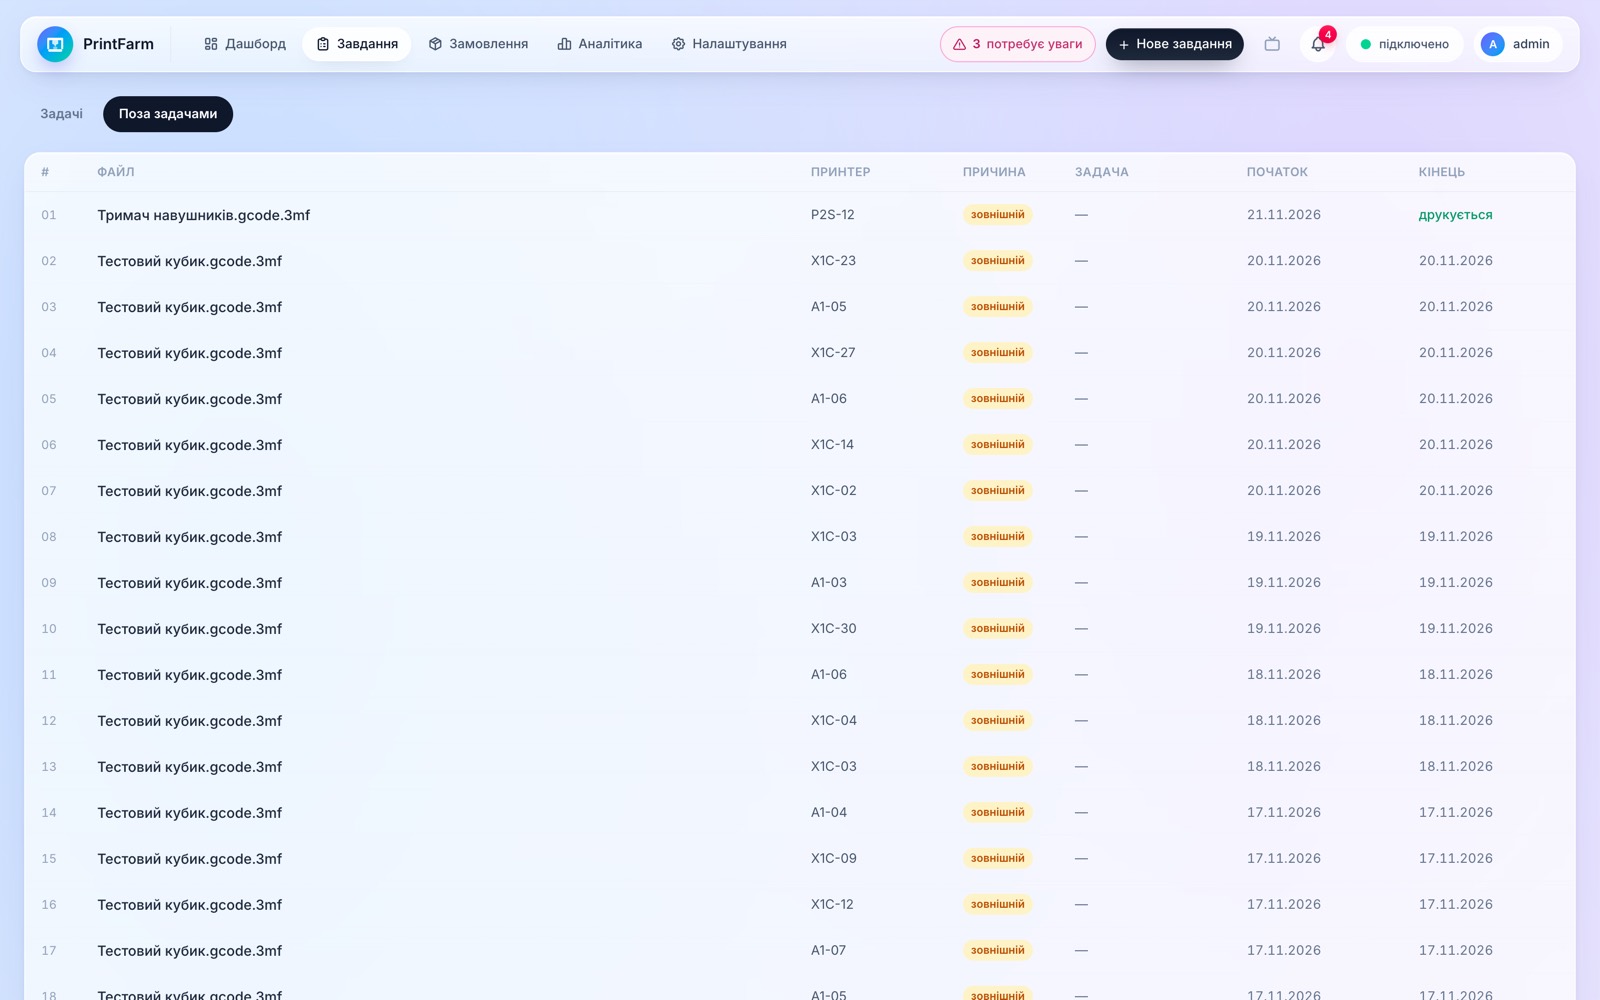 PrintFarm Дашборд Завдання Замовлення Аналітика Налаштування 3 потребує уваги + Нове завдання 4 підключено A admin
Задачі Поза задачами
# ФАЙЛ ПРИНТЕР ПРИЧИНА ЗАДАЧА ПОЧАТОК КІНЕЦЬ
01 Тримач навушників.gcode.3mf P2S-12 зовнішній — 21.11.2026 друкується
02 Тестовий кубик.gcode.3mf X1C-23 зовнішній — 20.11.2026 20.11.2026
03 Тестовий кубик.gcode.3mf A1-05 зовнішній — 20.11.2026 20.11.2026
04 Тестовий кубик.gcode.3mf X1C-27 зовнішній — 20.11.2026 20.11.2026
05 Тестовий кубик.gcode.3mf A1-06 зовнішній — 20.11.2026 20.11.2026
06 Тестовий кубик.gcode.3mf X1C-14 зовнішній — 20.11.2026 20.11.2026
07 Тестовий кубик.gcode.3mf X1C-02 зовнішній — 20.11.2026 20.11.2026
08 Тестовий кубик.gcode.3mf X1C-03 зовнішній — 19.11.2026 19.11.2026
09 Тестовий кубик.gcode.3mf A1-03 зовнішній — 19.11.2026 19.11.2026
10 Тестовий кубик.gcode.3mf X1C-30 зовнішній — 19.11.2026 19.11.2026
11 Тестовий кубик.gcode.3mf A1-06 зовнішній — 18.11.2026 18.11.2026
12 Тестовий кубик.gcode.3mf X1C-04 зовнішній — 18.11.2026 18.11.2026
13 Тестовий кубик.gcode.3mf X1C-03 зовнішній — 18.11.2026 18.11.2026
14 Тестовий кубик.gcode.3mf A1-04 зовнішній — 17.11.2026 17.11.2026
15 Тестовий кубик.gcode.3mf X1C-09 зовнішній — 17.11.2026 17.11.2026
16 Тестовий кубик.gcode.3mf X1C-12 зовнішній — 17.11.2026 17.11.2026
17 Тестовий кубик.gcode.3mf A1-07 зовнішній — 17.11.2026 17.11.2026
18 Тестовий кубик.gcode.3mf A1-05 зовнішній — 17.11.2026 17.11.2026